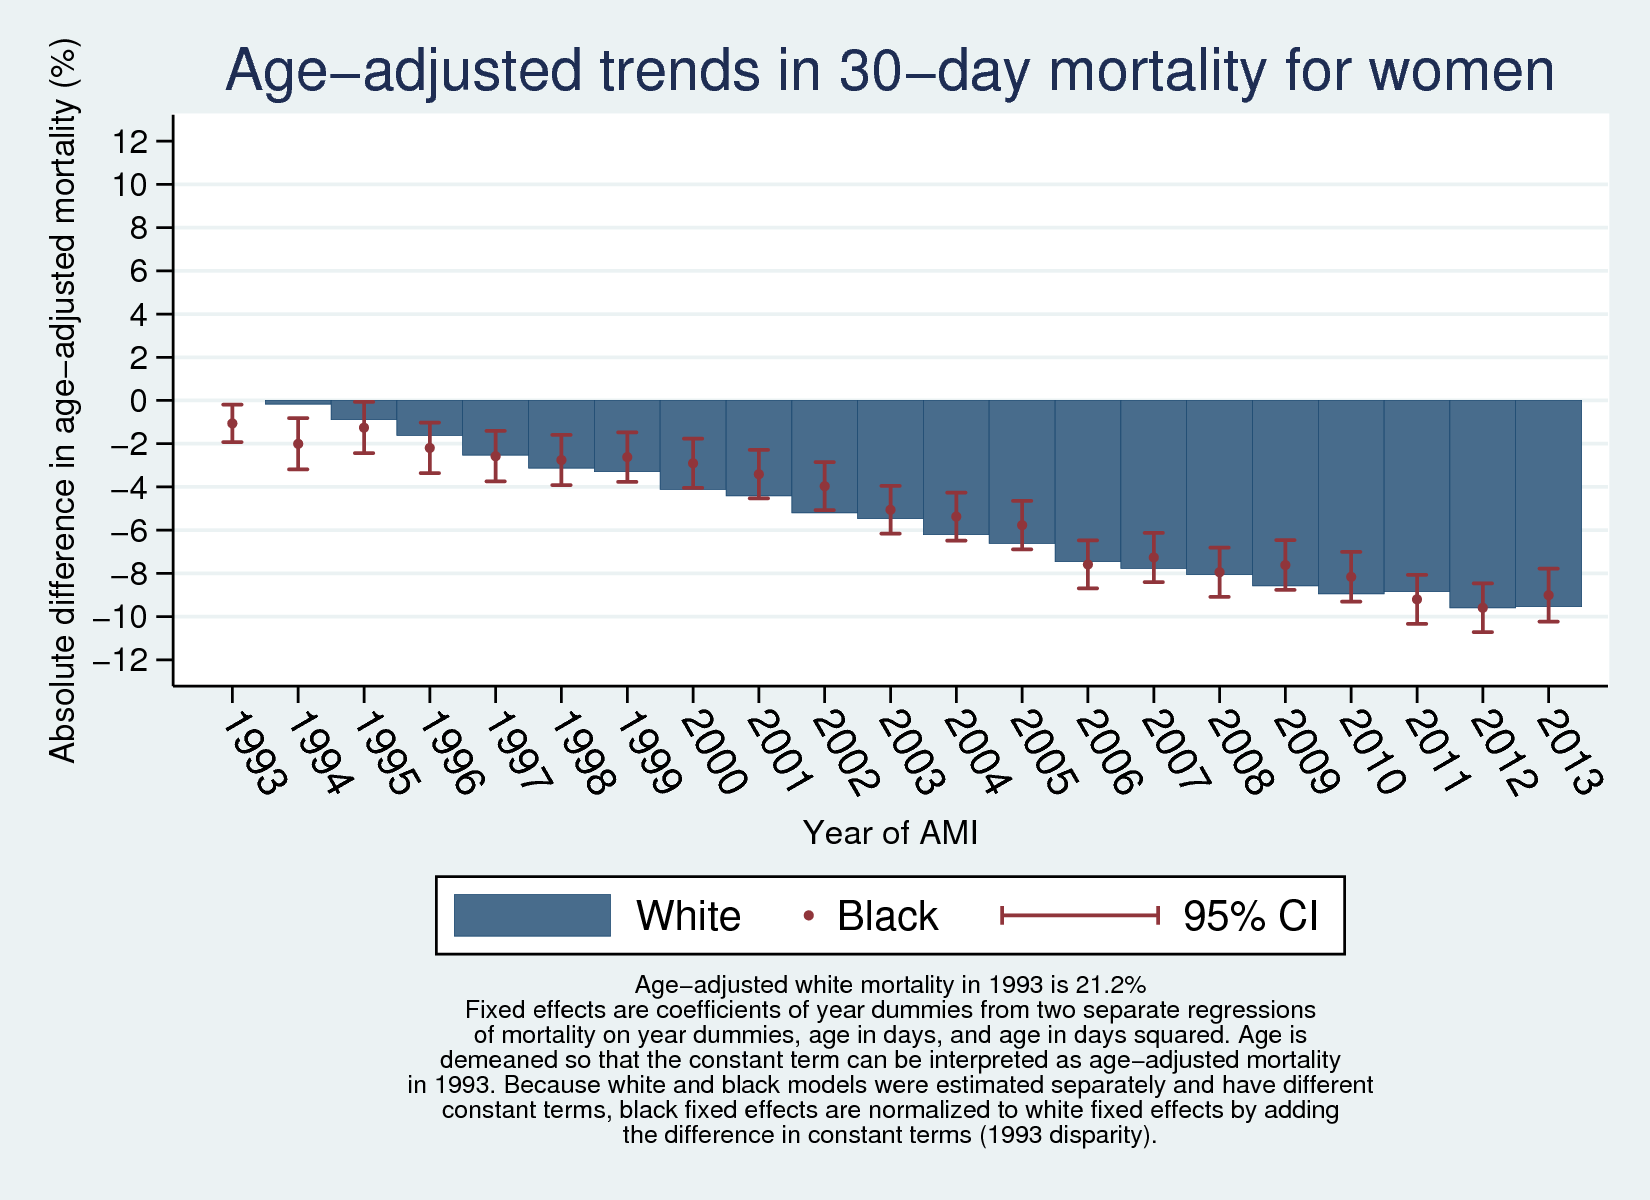 Age−adjusted trends in 30−day mortality for women
Absolute difference in age−adjusted mortality (%)
12
10
8
6
4
2
0
−2
−4
−6
−8
−10
−12
1993 1994 1995 1996 1997 1998 1999 2000 2001 2002 2003 2004 2005 2006 2007 2008 2009 2010 2011 2012 2013
Year of AMI
White Black 95% CI
Age−adjusted white mortality in 1993 is 21.2%
Fixed effects are coefficients of year dummies from two separate regressions
of mortality on year dummies, age in days, and age in days squared. Age is
demeaned so that the constant term can be interpreted as age−adjusted mortality
in 1993. Because white and black models were estimated separately and have different
constant terms, black fixed effects are normalized to white fixed effects by adding
the difference in constant terms (1993 disparity).